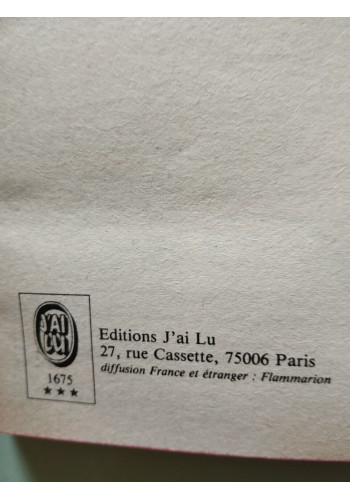 J'AI
LU
1675
★★★
Editions J'ai Lu
27, rue Cassette, 75006 Paris
diffusion France et étranger : Flammarion